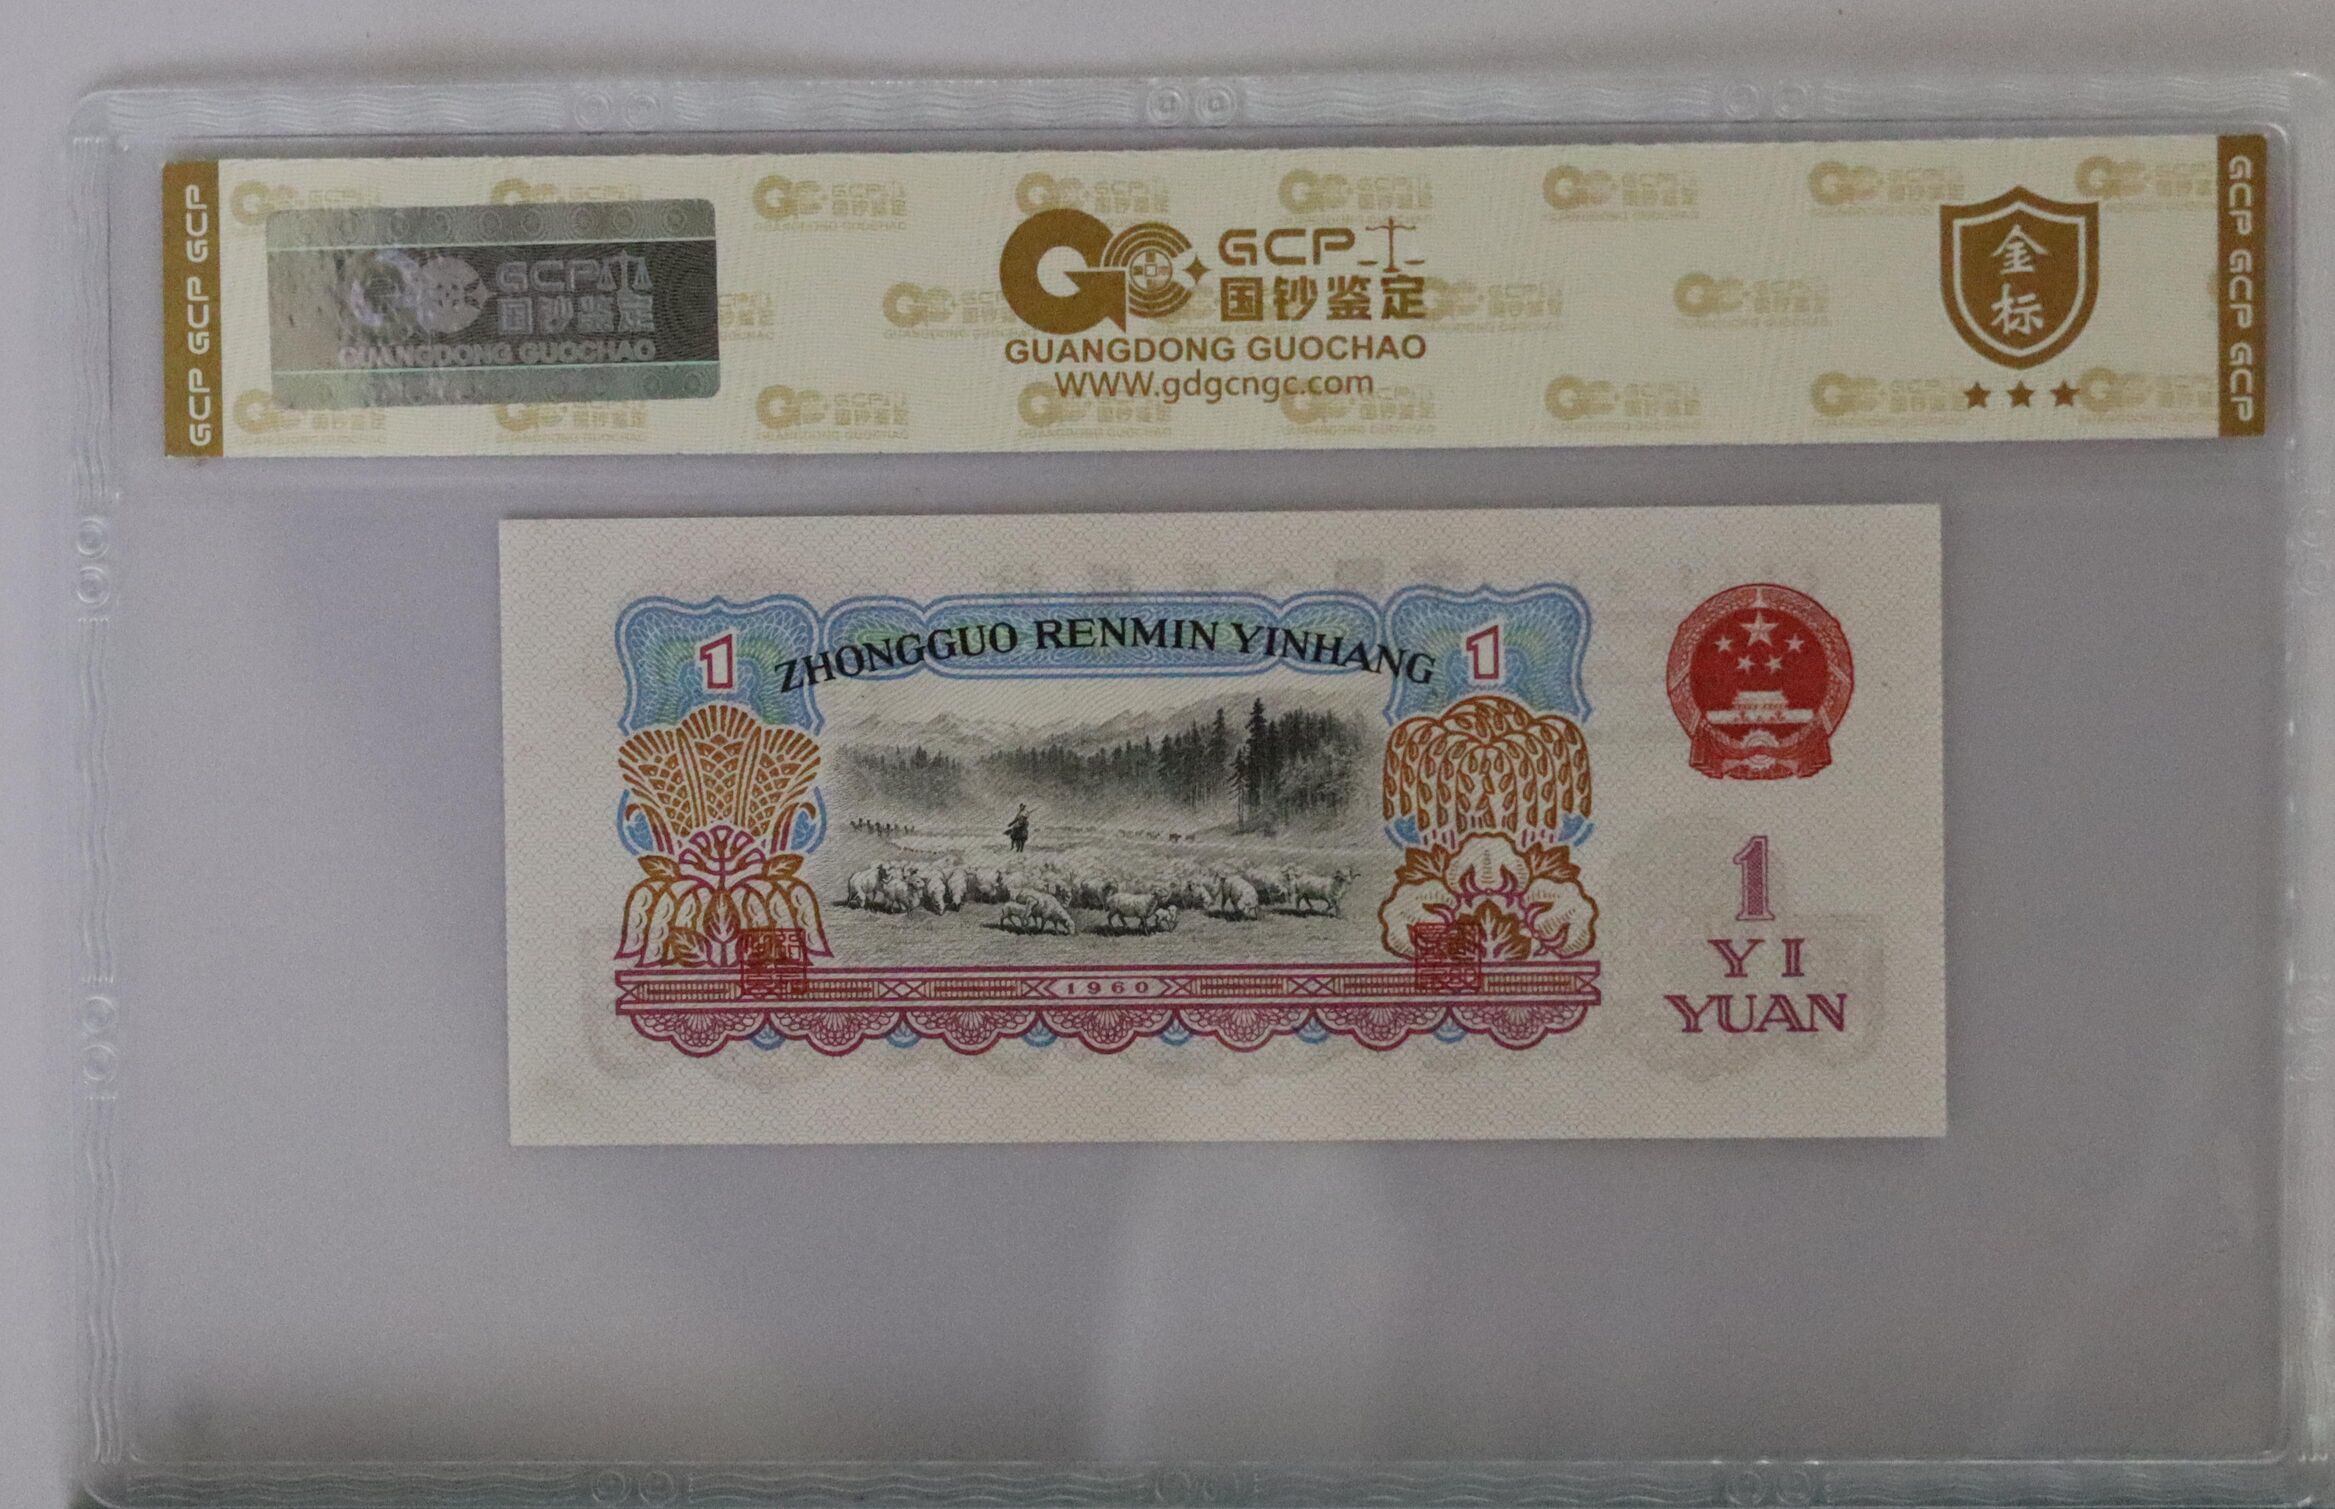 GCP GCP GCP
GCP
国钞鉴定
GUANGDONG GUOCHAO
GCP
国钞鉴定
GUANGDONG GUOCHAO
WWW.gdgcngc.com
金
标
GCP GCP GCP
1
ZHONGGUO RENMIN YINHANG
1
1960
1
YI
YUAN